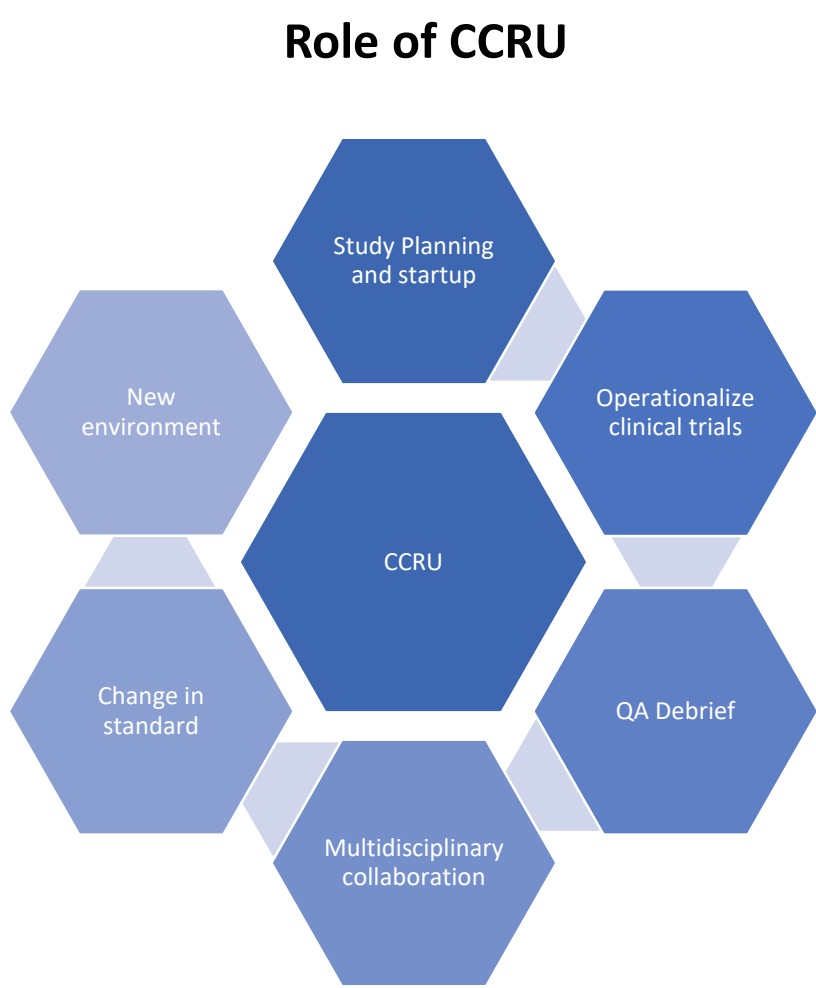 Role of CCRU
Study Planning
and startup
Operationalize
clinical trials
QA Debrief
Multidisciplinary
collaboration
Change in
standard
New
environment
CCRU